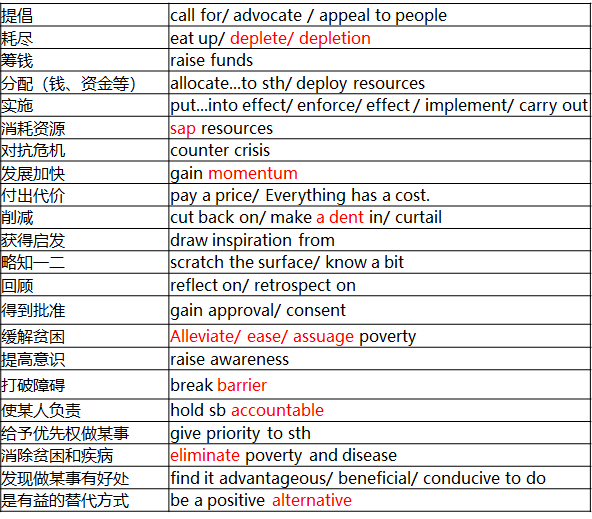 提倡 call for/ advocate / appeal to people
耗尽 eat up/ deplete/ depletion
筹钱 raise funds
分配（钱、资金等） allocate...to sth/ deploy resources
实施 put...into effect/ enforce/ effect / implement/ carry out
消耗资源 sap resources
对抗危机 counter crisis
发展加快 gain momentum
付出代价 pay a price/ Everything has a cost.
削减 cut back on/ make a dent in/ curtail
获得启发 draw inspiration from
略知一二 scratch the surface/ know a bit
回顾 reflect on/ retrospect on
得到批准 gain approval/ consent
缓解贫困 Alleviate/ ease/ assuage poverty
提高意识 raise awareness
打破障碍 break barrier
使某人负责 hold sb accountable
给予优先权做某事 give priority to sth
消除贫困和疾病 eliminate poverty and disease
发现做某事有好处 find it advantageous/ beneficial/ conducive to do
是有益的替代方式 be a positive alternative